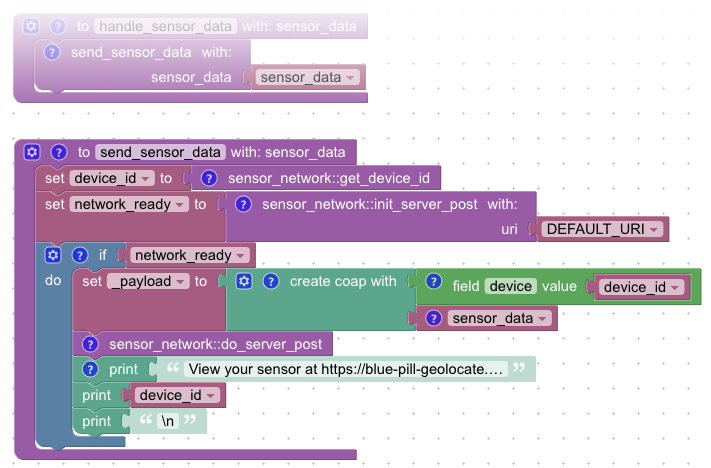 ? to handle_sensor_data with: sensor_data
? send_sensor_data with:
sensor_data sensor_data
? to send_sensor_data with: sensor_data
set device_id to ? sensor_network::get_device_id
set network_ready to ? sensor_network::init_server_post with:
uri DEFAULT_URI
? if network_ready
do set _payload to ? create coap with ? field device value device_id
? sensor_data
? sensor_network::do_server_post
? print “ View your sensor at https://blue-pill-geolocate.… ”
print device_id
print “ \n ”